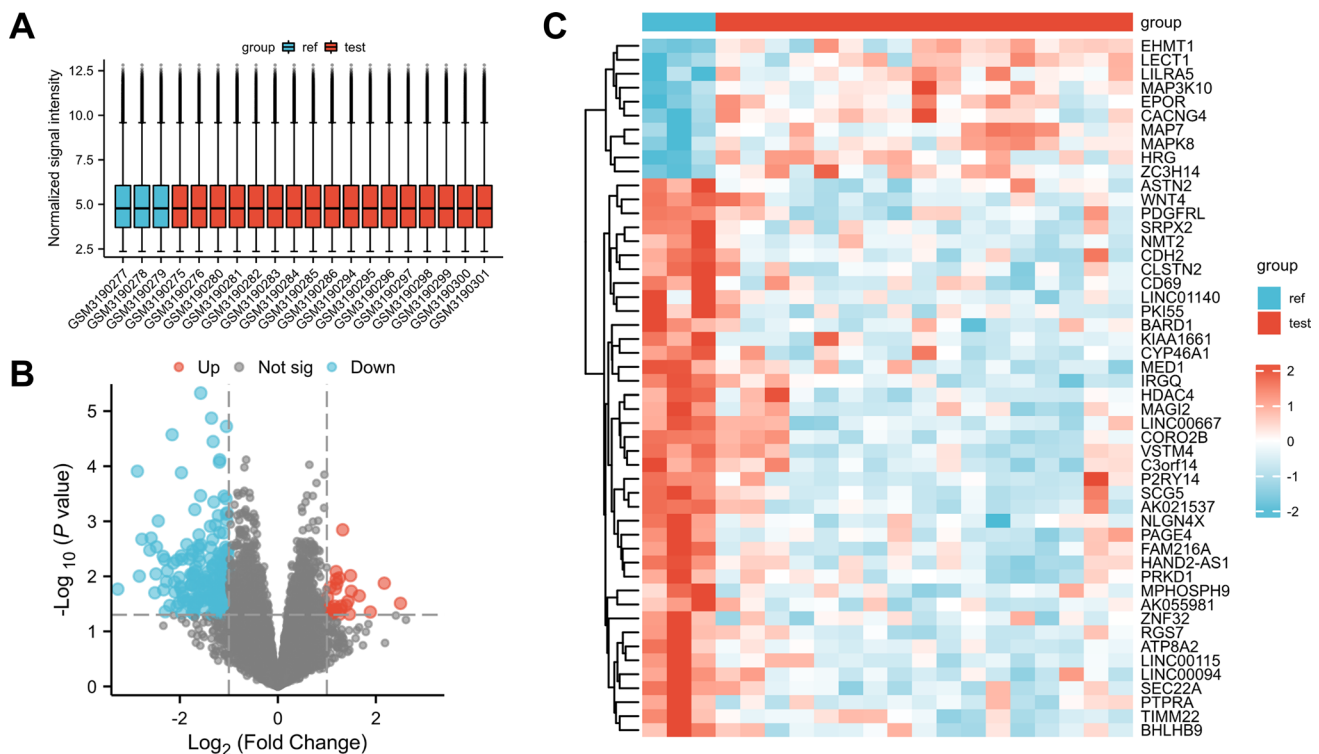 A
group ref test
Normalized signal intensity
12.5
10.0
7.5
5.0
2.5
GSM3190277
GSM3190278
GSM3190279
GSM3190275
GSM3190276
GSM3190280
GSM3190281
GSM3190282
GSM3190283
GSM3190284
GSM3190285
GSM3190286
GSM3190294
GSM3190295
GSM3190296
GSM3190297
GSM3190298
GSM3190299
GSM3190300
GSM3190301
B
Up Not sig Down
-Log10 (P value)
5
4
3
2
1
0
-2 0 2
Log2 (Fold Change)
C
group
EHMT1
LECT1
LILRA5
MAP3K10
EPOR
CACNG4
MAP7
MAPK8
HRG
ZC3H14
ASTN2
WNT4
PDGFRL
SRPX2
NMT2
CDH2
CLSTN2
CD69
LINC01140
PKI55
BARD1
KIAA1661
CYP46A1
MED1
IRGQ
HDAC4
MAGI2
LINC00667
CORO2B
VSTM4
C3orf14
P2RY14
SCG5
AK021537
NLGN4X
PAGE4
FAM216A
HAND2-AS1
PRKD1
MPHOSPH9
AK055981
ZNF32
RGS7
ATP8A2
LINC00115
LINC00094
SEC22A
PTPRA
TIMM22
BHLHB9
group
ref
test
2
1
0
-1
-2